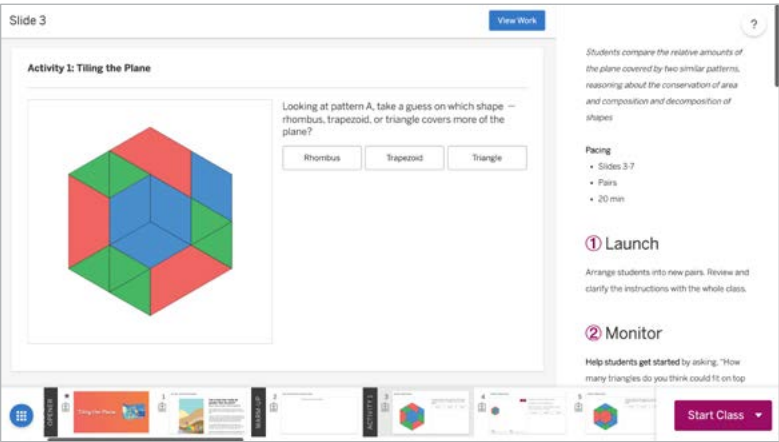 Slide 3
View Work
?
Activity 1: Tiling the Plane
Looking at pattern A, take a guess on which shape —
rhombus, trapezoid, or triangle covers more of the
plane?
Rhombus
Trapezoid
Triangle
Students compare the relative amounts of
the plane covered by two similar patterns,
reasoning about the conservation of area
and composition and decomposition of
shapes
Pacing
• Slides 3-7
• Pairs
• 20 min
1 Launch
Arrange students into new pairs. Review and
clarify the instructions with the whole class.
2 Monitor
Help students get started by asking, "How
many triangles do you think could fit on top
OPENER
Tiling the Plane
1
WARM-UP
2
ACTIVITY 1
3
4
5
Start Class